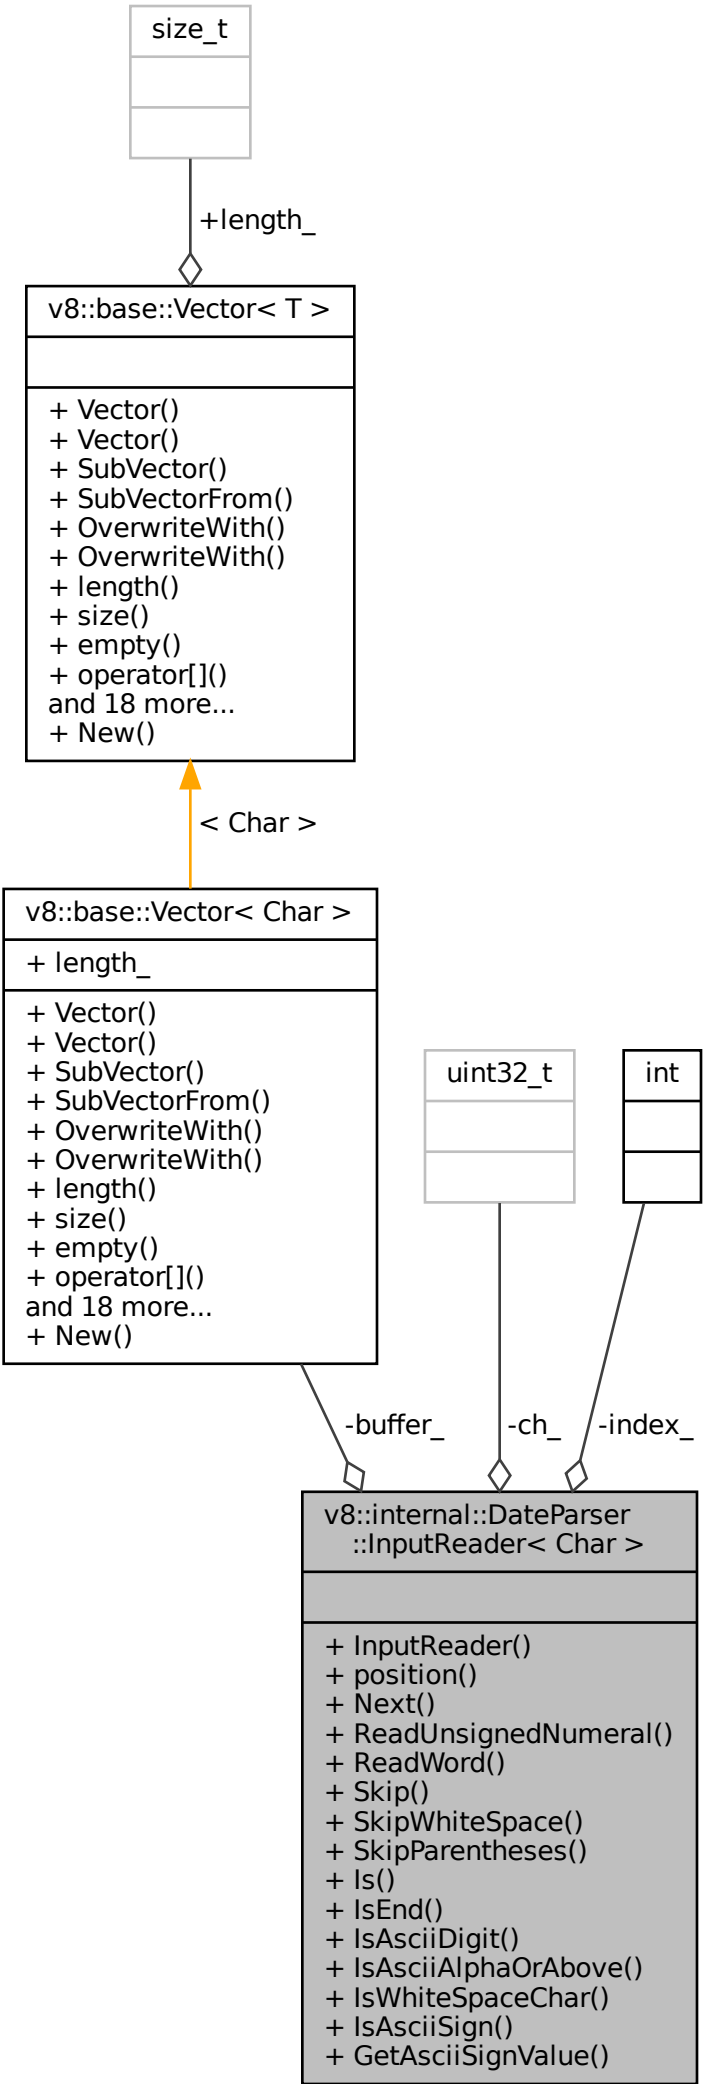 size_t
+length_
v8::base::Vector< T >
+ Vector()
+ Vector()
+ SubVector()
+ SubVectorFrom()
+ OverwriteWith()
+ OverwriteWith()
+ length()
+ size()
+ empty()
+ operator[]()
and 18 more...
+ New()
< Char >
v8::base::Vector< Char >
+ length_
+ Vector()
+ Vector()
+ SubVector()
+ SubVectorFrom()
+ OverwriteWith()
+ OverwriteWith()
+ length()
+ size()
+ empty()
+ operator[]()
and 18 more...
+ New()
uint32_t
int
-buffer_
-ch_
-index_
v8::internal::DateParser
::InputReader< Char >
+ InputReader()
+ position()
+ Next()
+ ReadUnsignedNumeral()
+ ReadWord()
+ Skip()
+ SkipWhiteSpace()
+ SkipParentheses()
+ Is()
+ IsEnd()
+ IsAsciiDigit()
+ IsAsciiAlphaOrAbove()
+ IsWhiteSpaceChar()
+ IsAsciiSign()
+ GetAsciiSignValue()